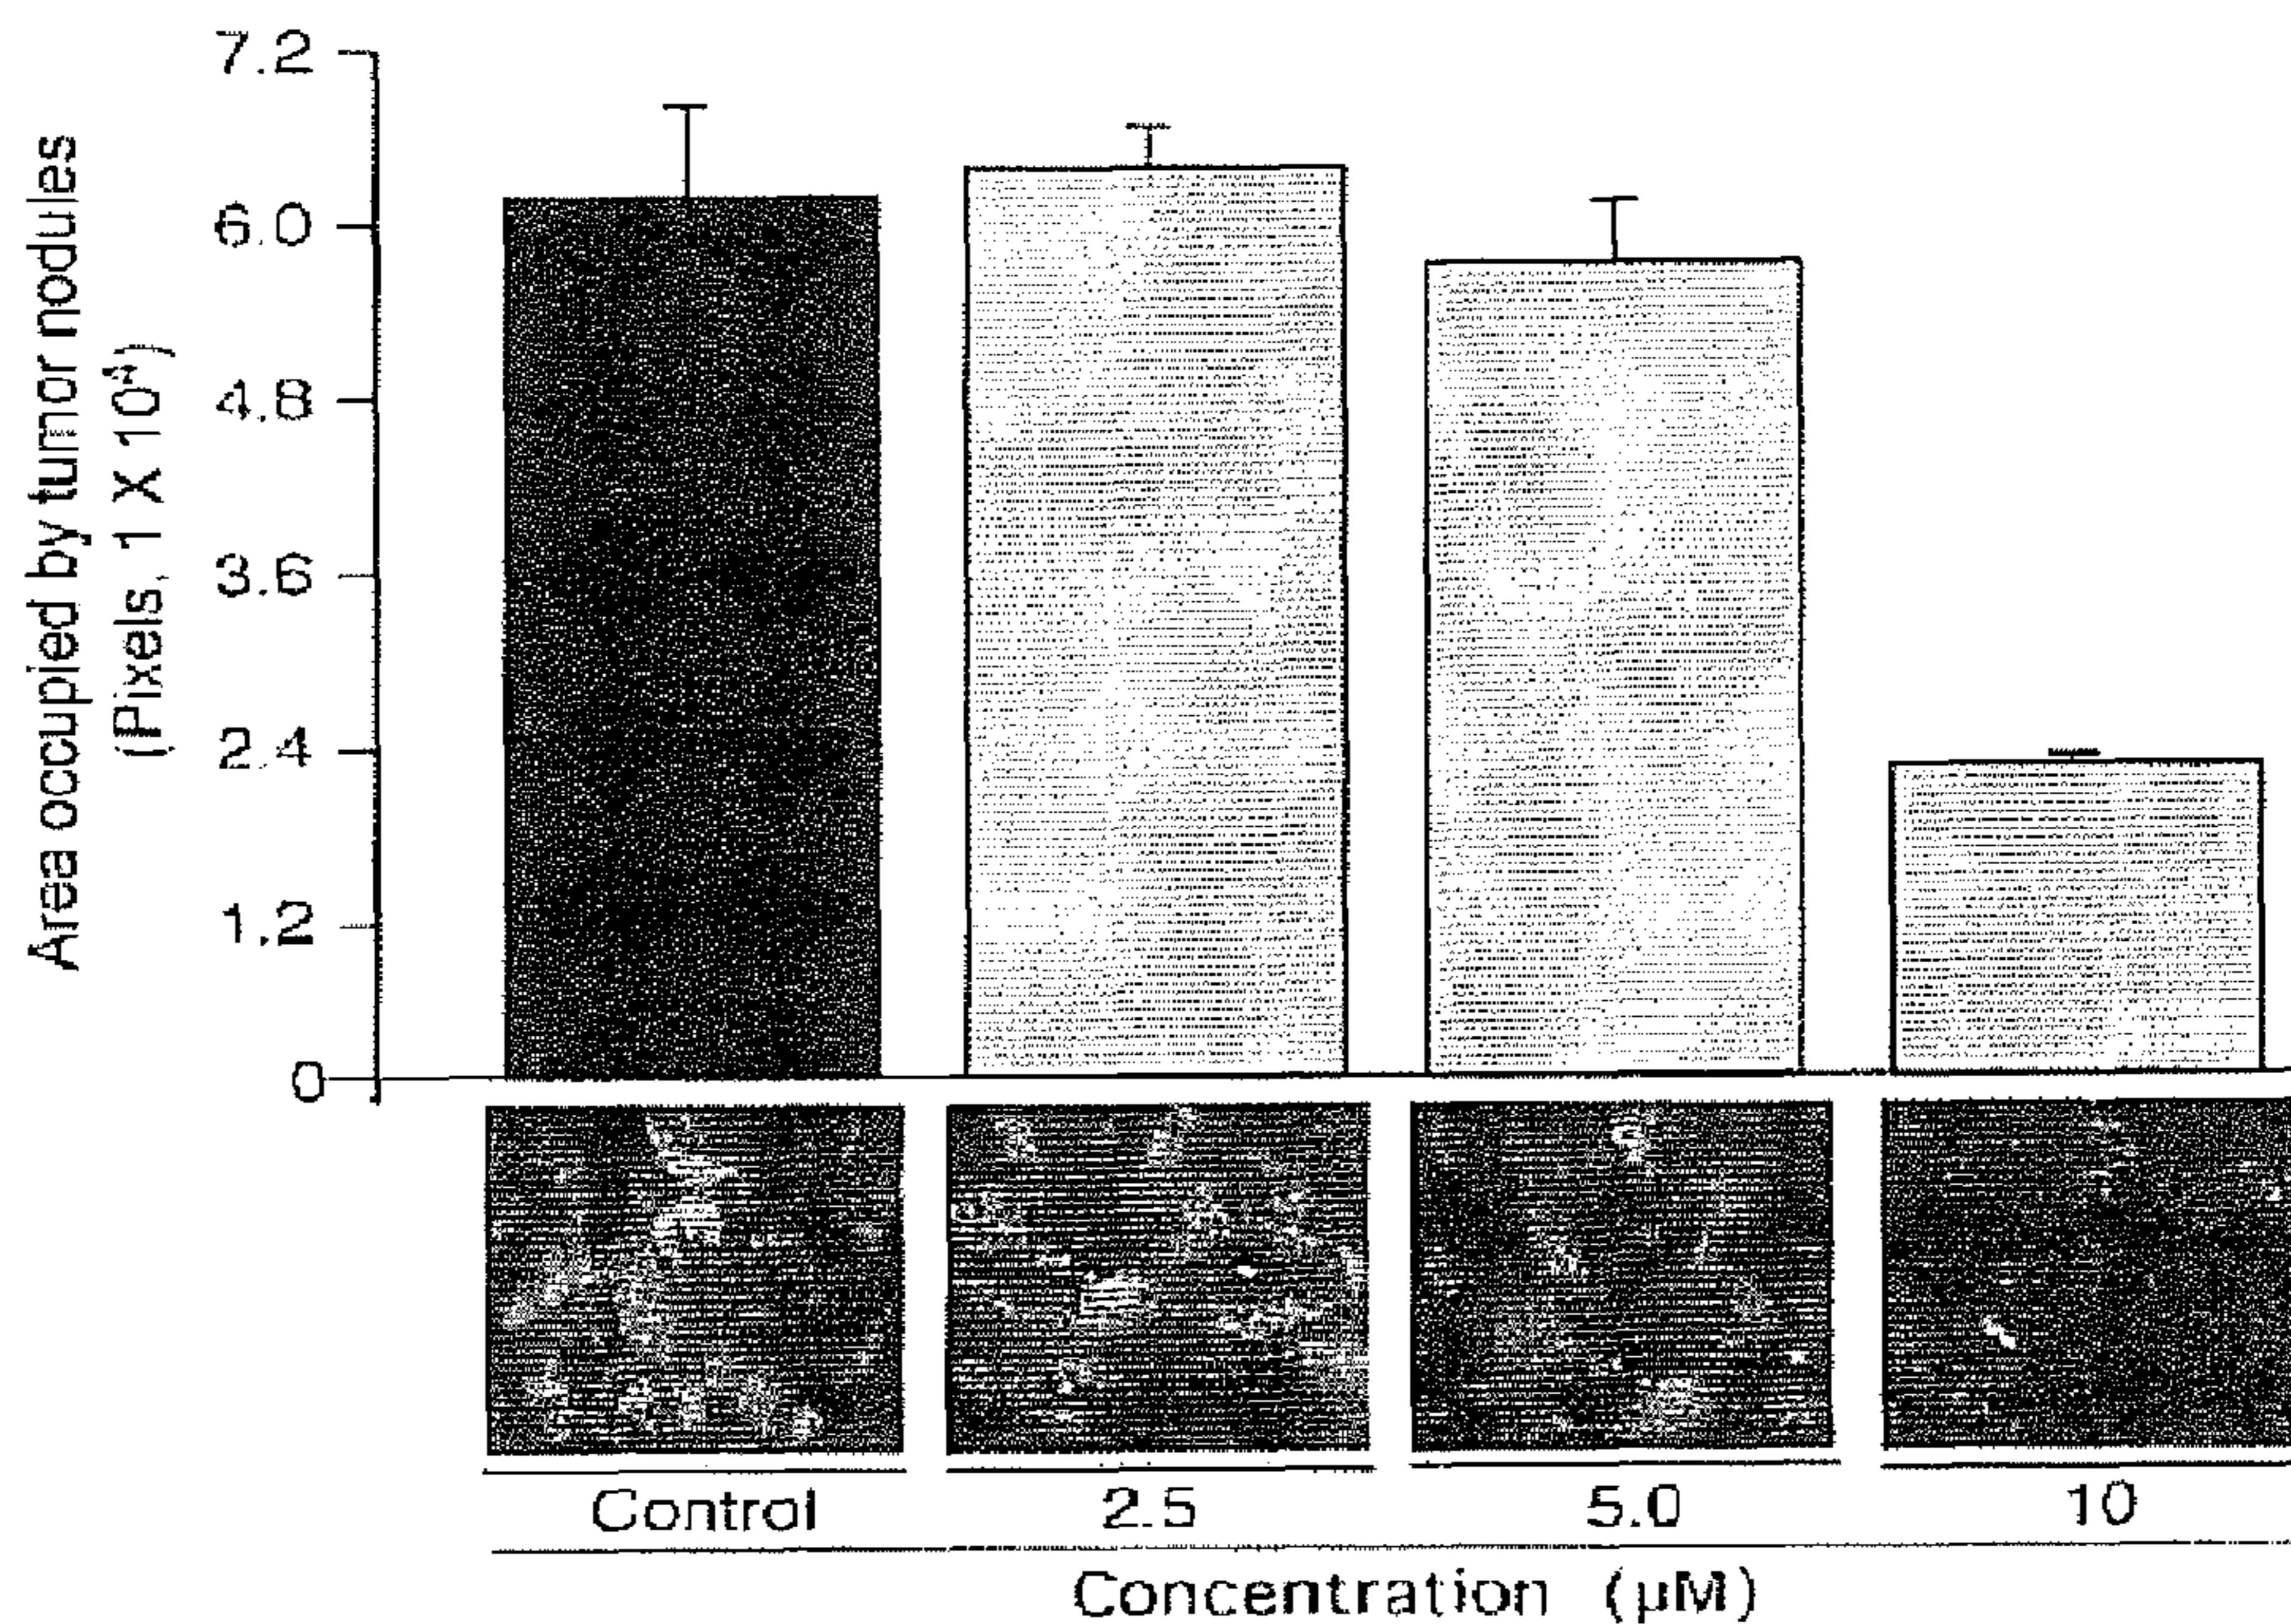 Area occupied by tumor nodules
(Pixels, 1 X 10⁴)
7.2
6.0
4.8
3.6
2.4
1.2
0
Control 2.5 5.0 10
Concentration (µM)